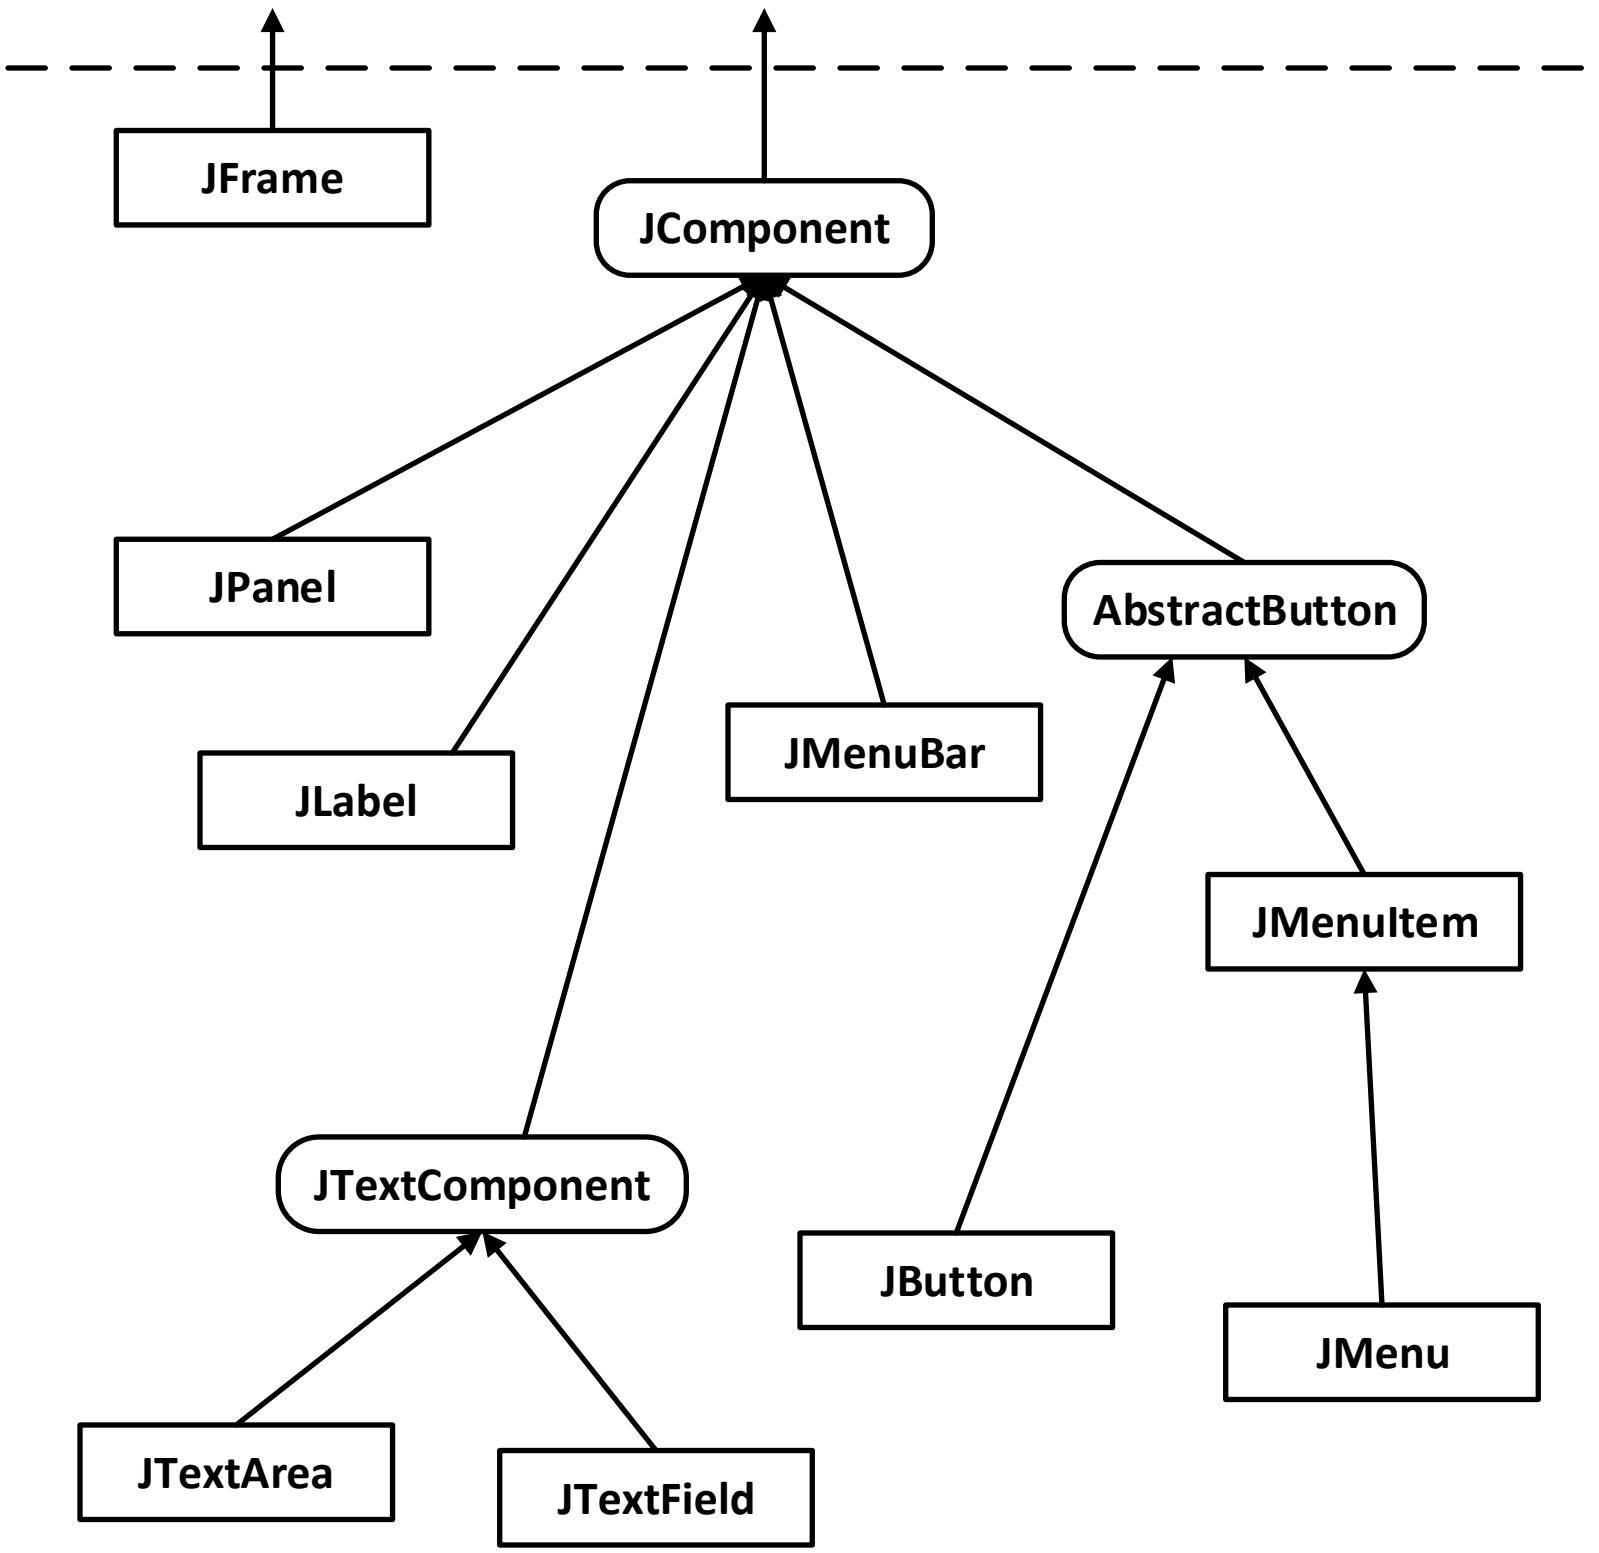 JFrame
JComponent
JPanel
AbstractButton
JMenuBar
JLabel
JMenuItem
JTextComponent
JButton
JMenu
JTextArea
JTextField